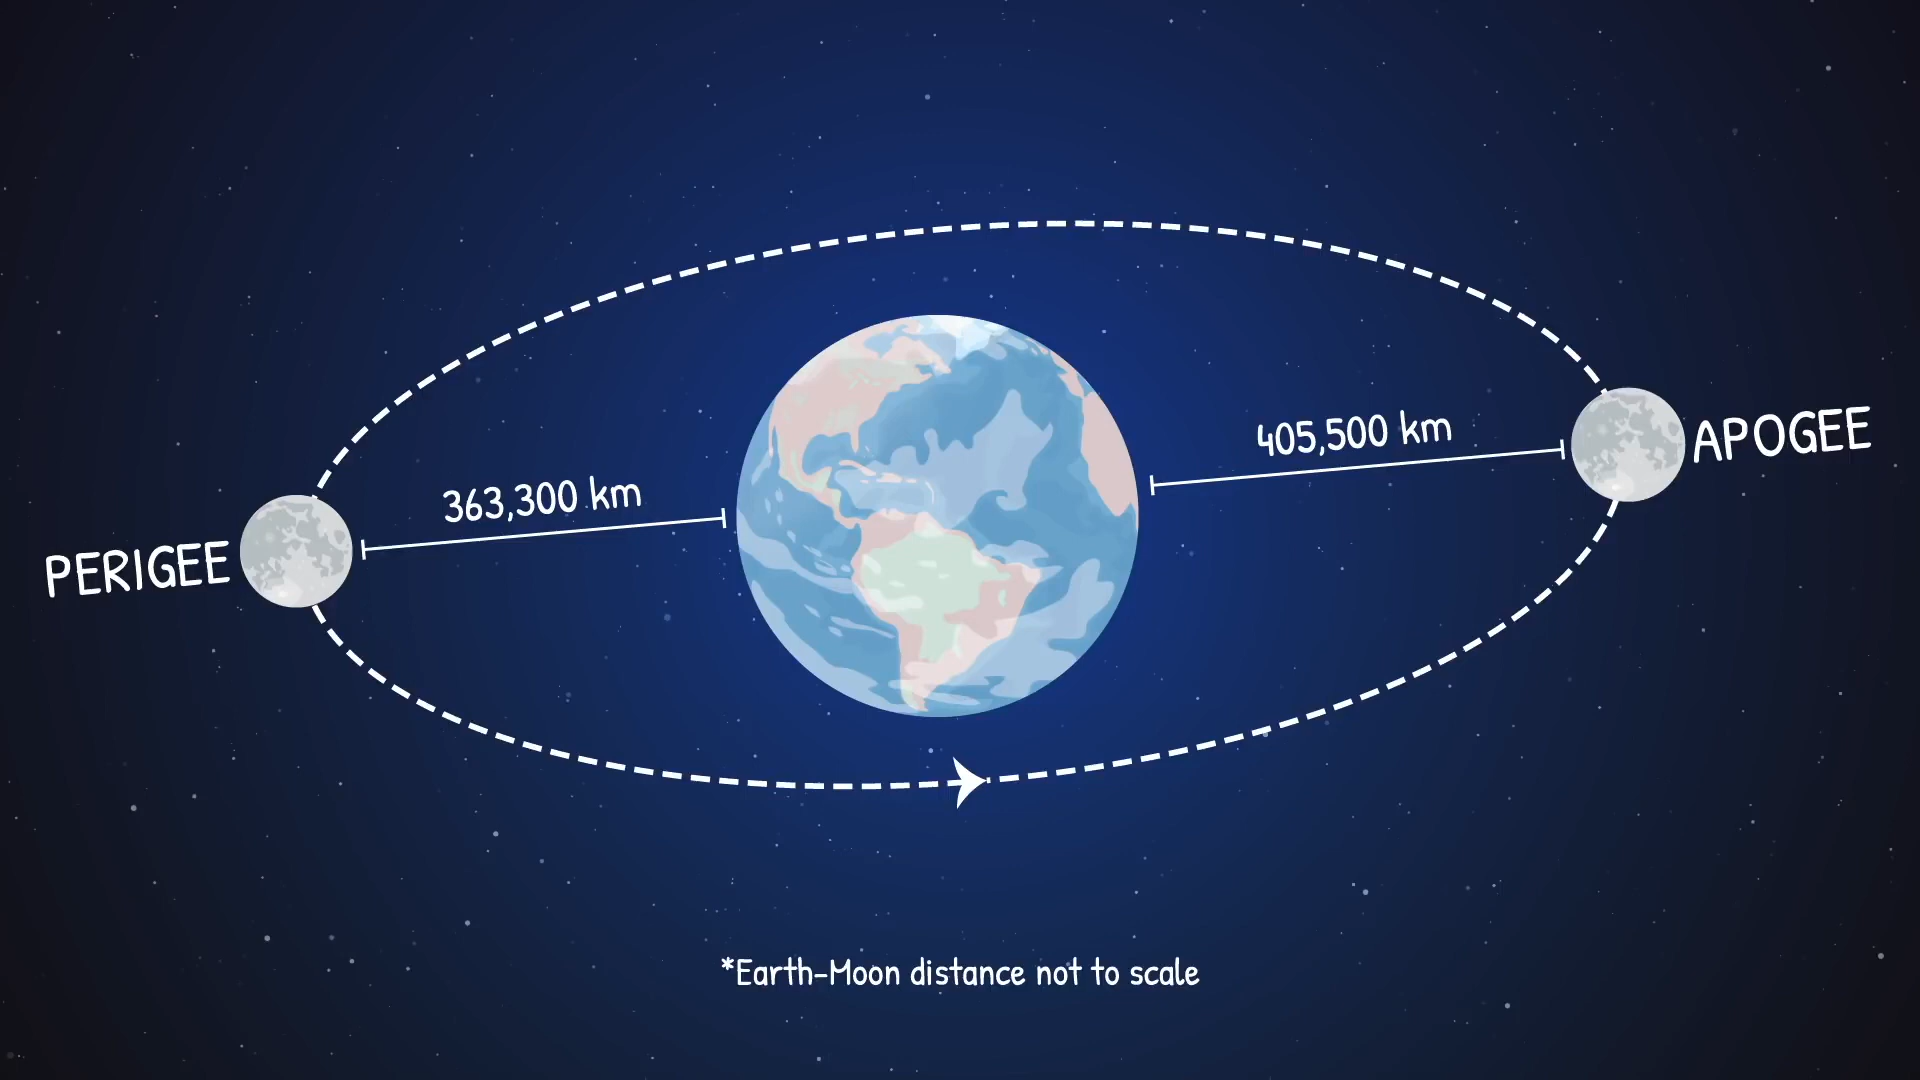 405,500 km
APOGEE
363,300 km
PERIGEE
*Earth-Moon distance not to scale